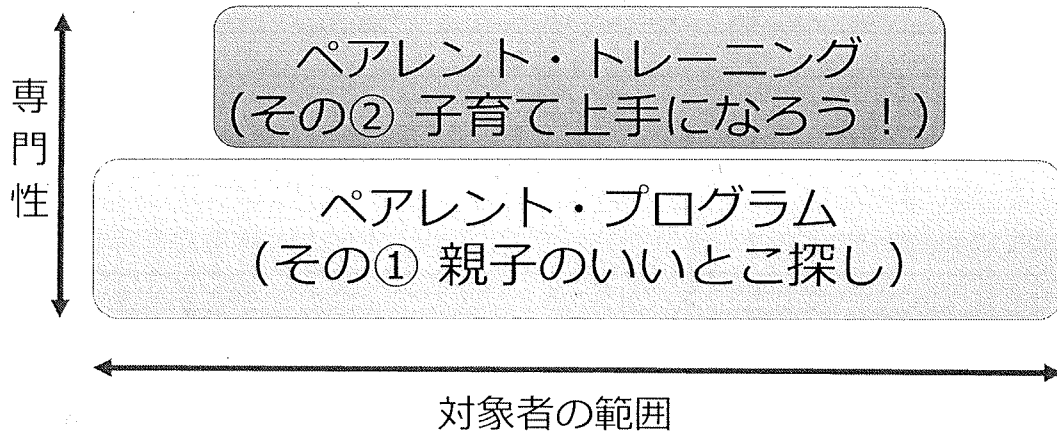 専門性
ペアレント・トレーニング
（その② 子育て上手になろう！）
ペアレント・プログラム
（その① 親子のいいとこ探し）
対象者の範囲